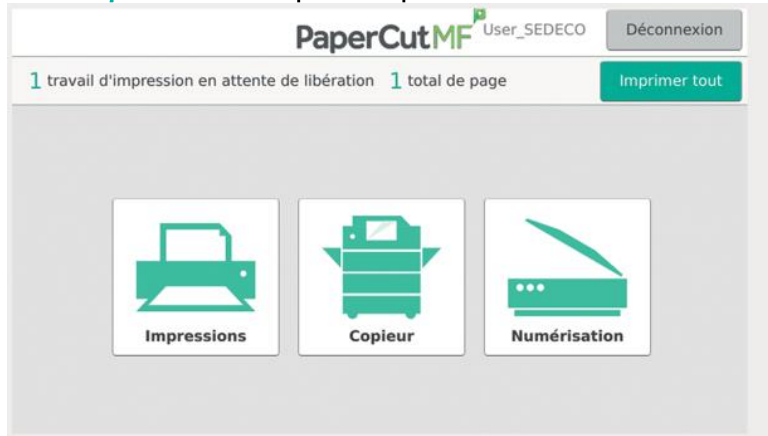 PaperCutMF User_SEDECO Déconnexion
1 travail d'impression en attente de libération 1 total de page Imprimer tout
Impressions Copieur Numérisation